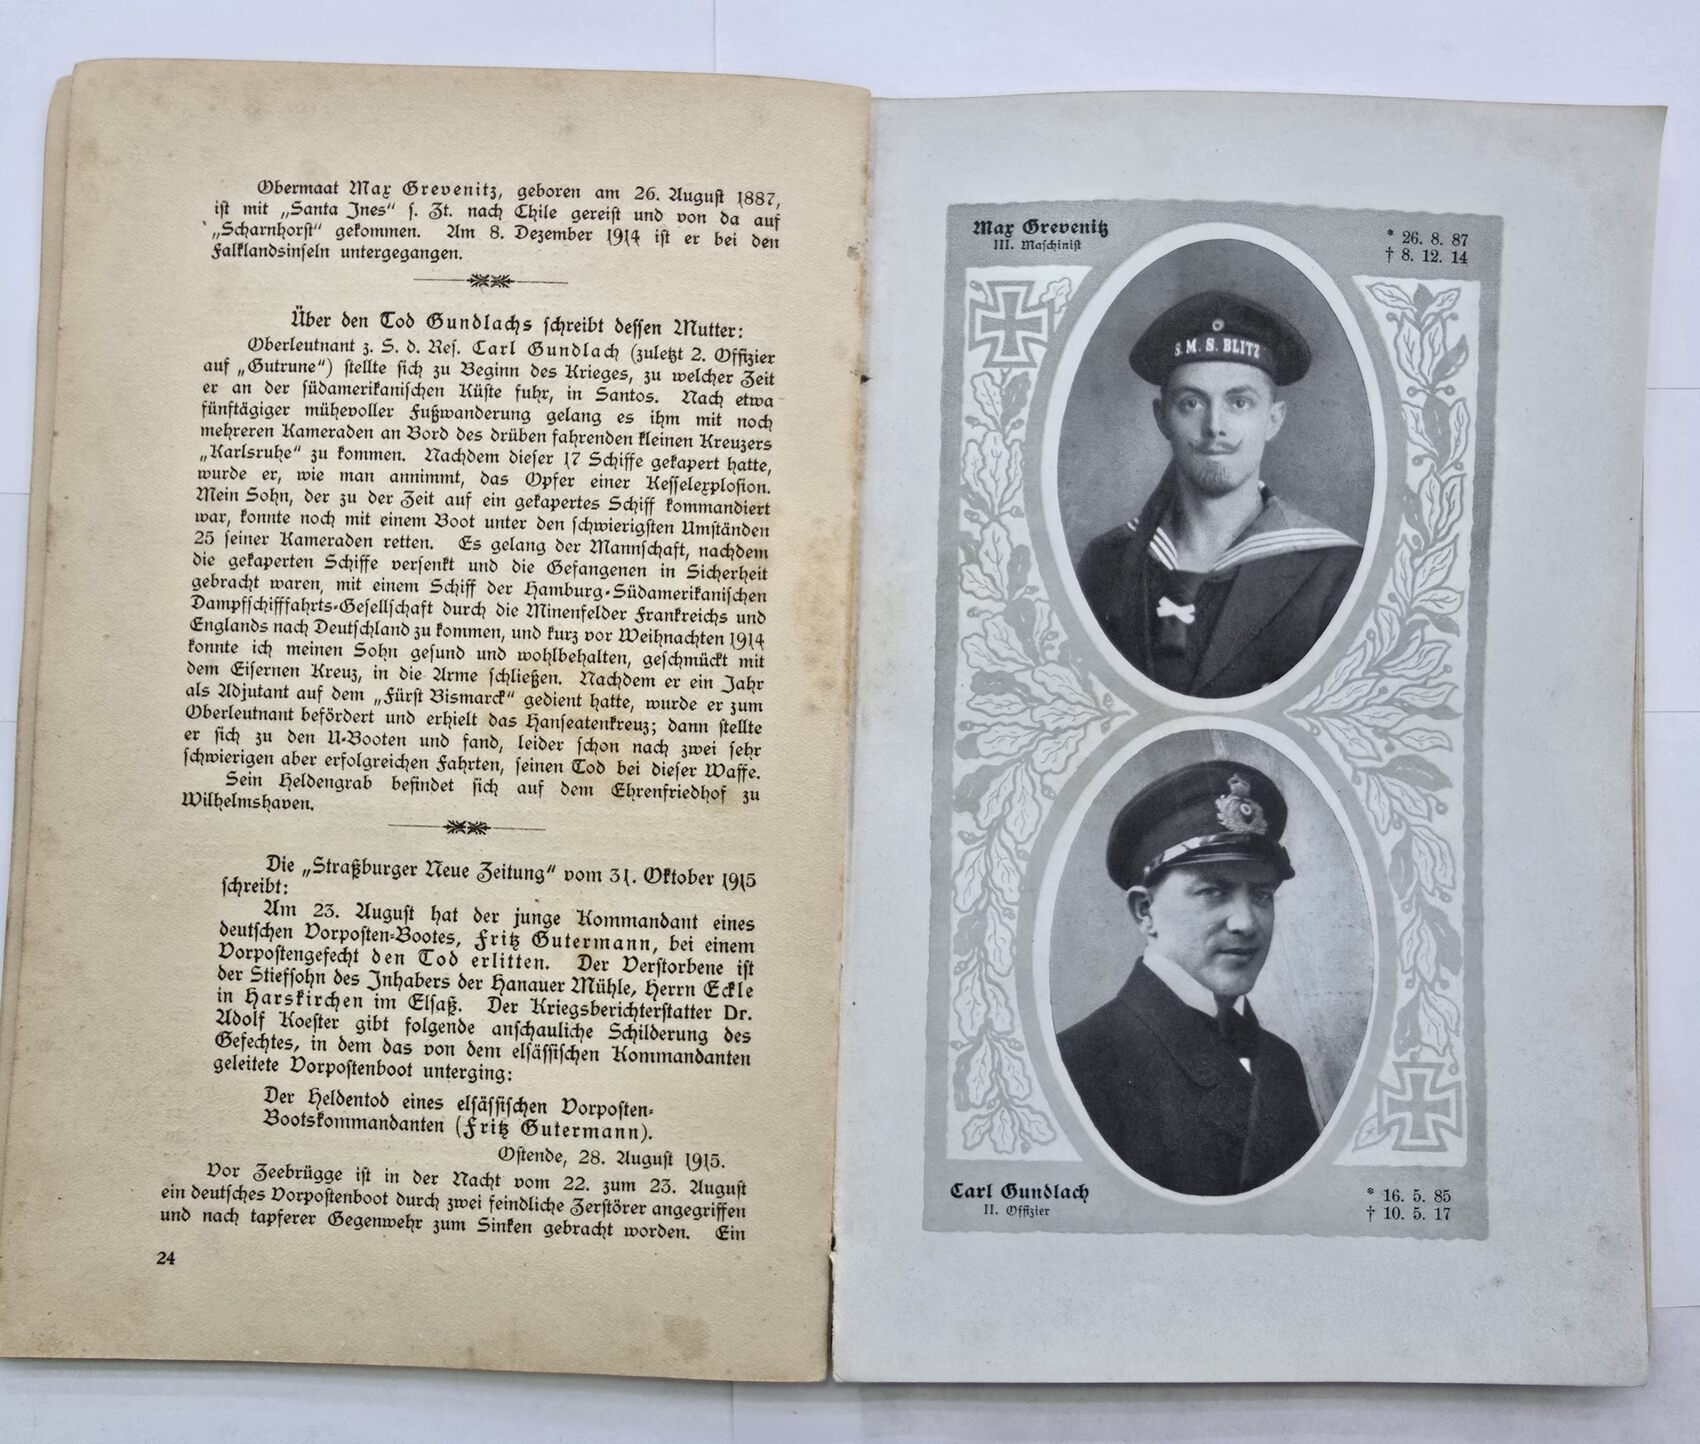 Obermaat Max Grevenitz, geboren am 26. August 1887,
ist mit „Santa Ines“ s. Zt. nach Chile gereist und von da auf
„Scharnhorst“ gekommen. Am 8. Dezember 1914 ist er bei den
Falklandsinseln untergegangen.
Über den Tod Gundlachs schreibt dessen Mutter:
Oberleutnant z. S. d. Res. Carl Gundlach (zuletzt 2. Offizier
auf „Gutrune“) stellte sich zu Beginn des Krieges, zu welcher Zeit
er an der südamerikanischen Küste fuhr, in Santos. Nach etwa
fünftägiger mühevoller Fußwanderung gelang es ihm mit noch
mehreren Kameraden an Bord des drüben fahrenden kleinen Kreuzers
„Karlsruhe“ zu kommen. Nachdem dieser 17 Schiffe gekapert hatte,
wurde er, wie man annimmt, das Opfer einer Kesselexplosion.
Mein Sohn, der zu der Zeit auf ein gekapertes Schiff kommandiert
war, konnte noch mit einem Boot unter den schwierigsten Umständen
25 seiner Kameraden retten. Es gelang der Mannschaft, nachdem
die gekaperten Schiffe versenkt und die Gefangenen in Sicherheit
gebracht waren, mit einem Schiff der Hamburg-Südamerikanischen
Dampfschifffahrts-Gesellschaft durch die Minenfelder Frankreichs und
Englands nach Deutschland zu kommen, und kurz vor Weihnachten 1914
konnte ich meinen Sohn gesund und wohlbehalten, geschmückt mit
dem Eisernen Kreuz, in die Arme schließen. Nachdem er ein Jahr
als Adjutant auf dem „Fürst Bismarck“ gedient hatte, wurde er zum
Oberleutnant befördert und erhielt das Hanseatenkreuz; dann stellte
er sich zu den U-Booten und fand, leider schon nach zwei sehr
schwierigen aber erfolgreichen Fahrten, seinen Tod bei dieser Waffe.
Sein Heldengrab befindet sich auf dem Ehrenfriedhof zu
Wilhelmshaven.
Die „Straßburger Neue Zeitung“ vom 31. Oktober 1915
schreibt:
Am 23. August hat der junge Kommandant eines
deutschen Vorposten-Bootes, Fritz Gutermann, bei einem
Vorpostengefecht den Tod erlitten. Der Verstorbene ist
der Stiefsohn des Inhabers der Hanauer Mühle, Herrn Eckle
in Harskirchen im Elsaß. Der Kriegsberichterstatter Dr.
Adolf Koester gibt folgende anschauliche Schilderung des
Gefechtes, in dem das von dem elsässischen Kommandanten
geleitete Vorpostenboot unterging:
Der Heldentod eines elsässischen Vorposten-
Bootskommandanten (Fritz Gutermann).
Ostende, 28. August 1915.
Vor Zeebrügge ist in der Nacht vom 22. zum 23. August
ein deutsches Vorpostenboot durch zwei feindliche Zerstörer angegriffen
und nach tapferer Gegenwehr zum Sinken gebracht worden. Ein
24
Max Grevenitz
III. Maschinist
* 26. 8. 87
† 8. 12. 14
S. M. S. BLITZ
Carl Gundlach
II. Offizier
* 16. 5. 85
† 10. 5. 17